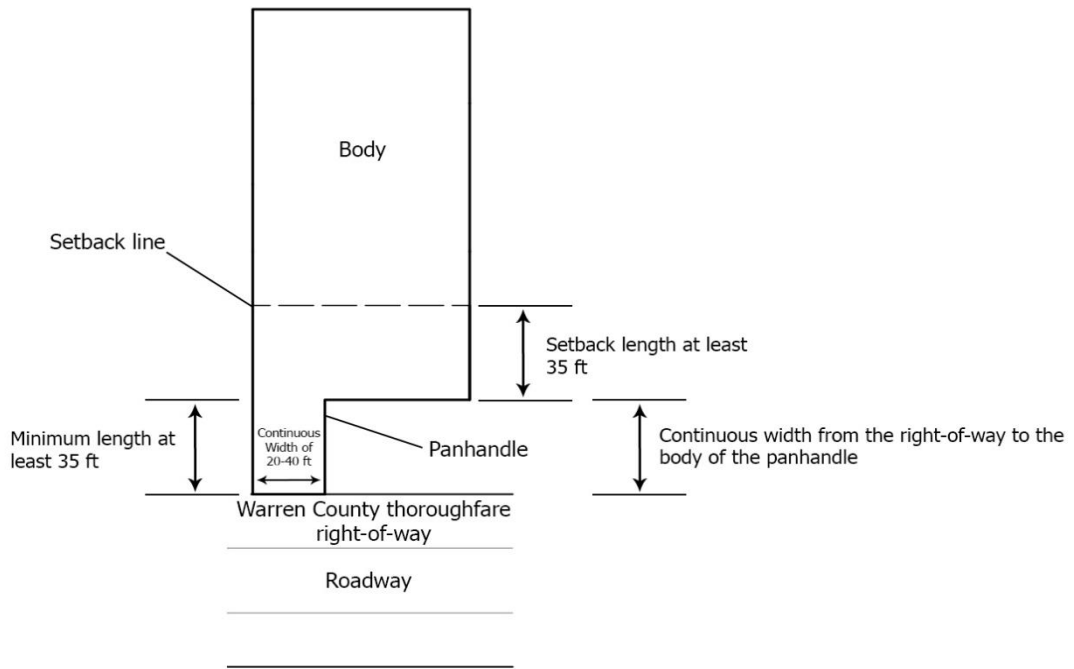 Body
Setback line
Setback length at least
35 ft
Minimum length at
least 35 ft
Continuous
Width of
20-40 ft
Panhandle
Continuous width from the right-of-way to the
body of the panhandle
Warren County thoroughfare
right-of-way
Roadway